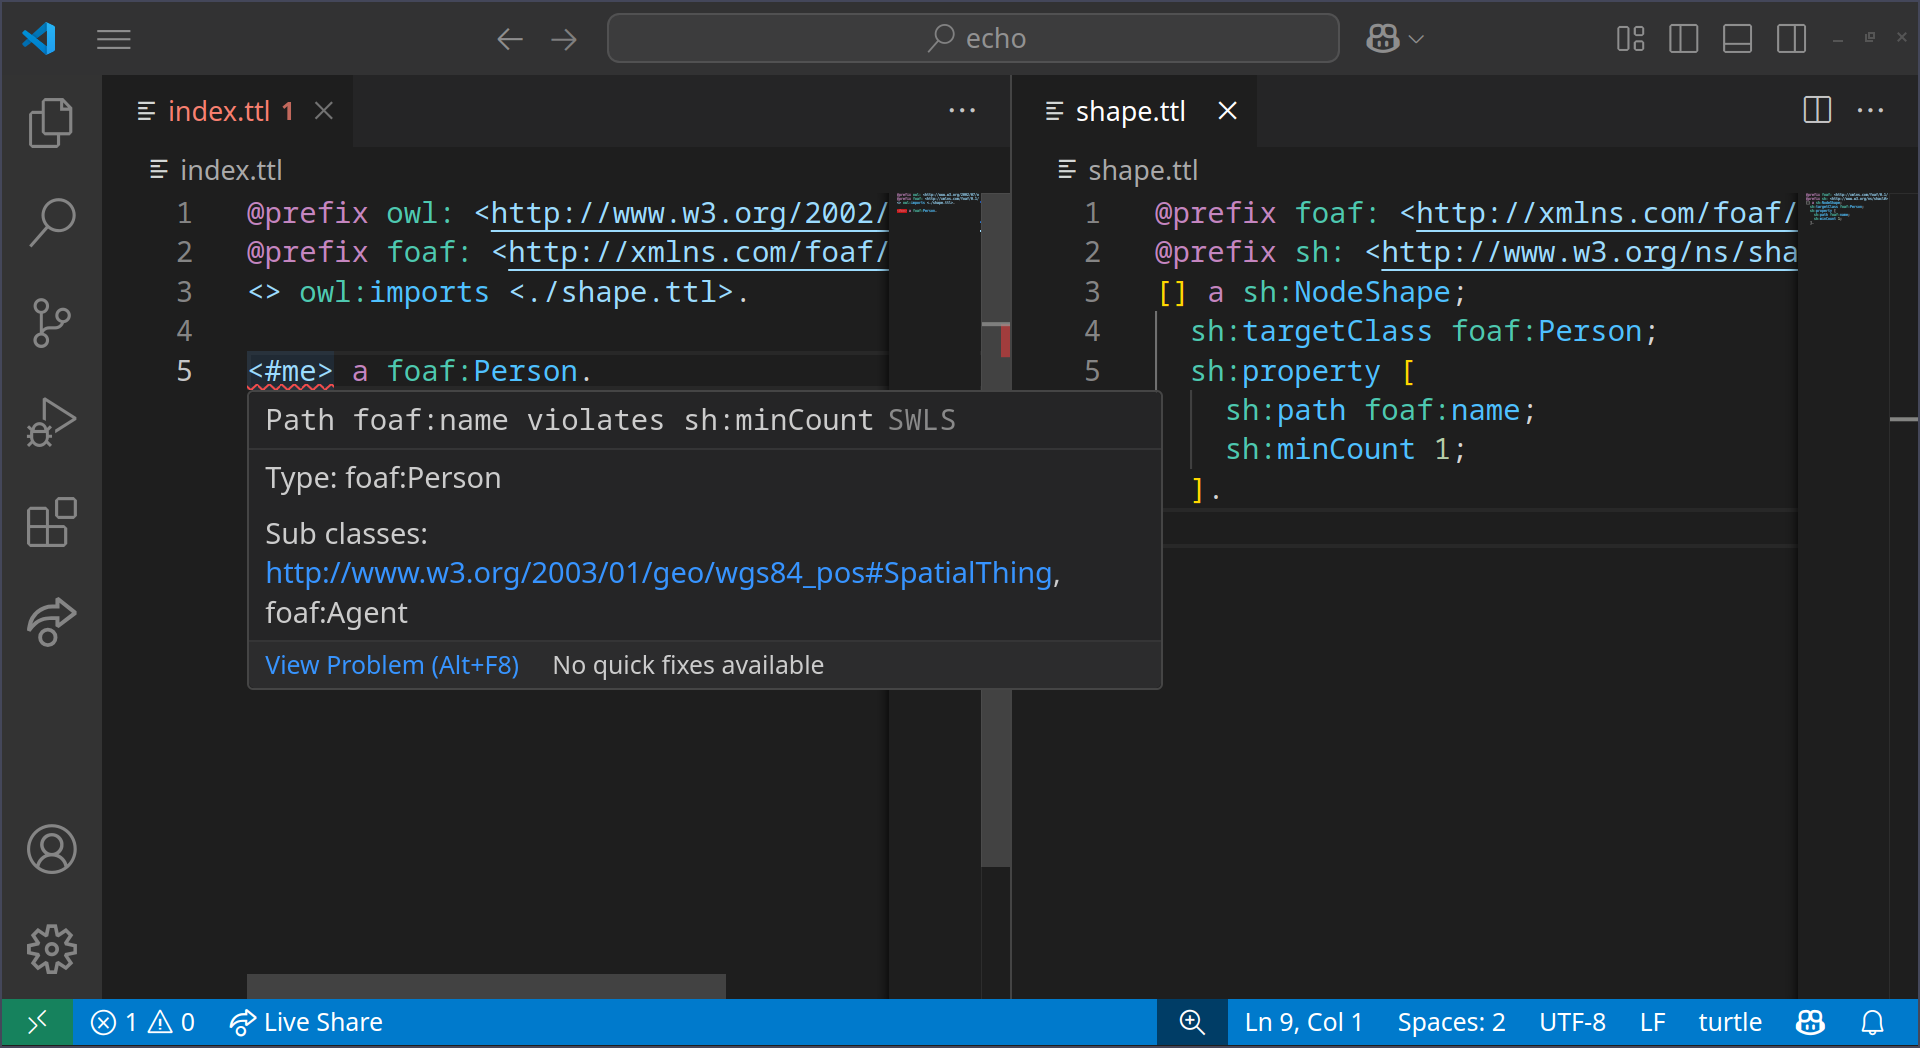 echo
index.ttl 1
index.ttl
1 @prefix owl: <http://www.w3.org/2002/
2 @prefix foaf: <http://xmlns.com/foaf/
3 <> owl:imports <./shape.ttl>.
4
5 <#me> a foaf:Person.
Path foaf:name violates sh:minCount SWLS
Type: foaf:Person
Sub classes:
http://www.w3.org/2003/01/geo/wgs84_pos#SpatialThing,
foaf:Agent
View Problem (Alt+F8) No quick fixes available
shape.ttl
shape.ttl
1 @prefix foaf: <http://xmlns.com/foaf/
2 @prefix sh: <http://www.w3.org/ns/sha
3 [] a sh:NodeShape;
4 sh:targetClass foaf:Person;
5 sh:property [
sh:path foaf:name;
sh:minCount 1;
].
1 0 Live Share Ln 9, Col 1 Spaces: 2 UTF-8 LF turtle